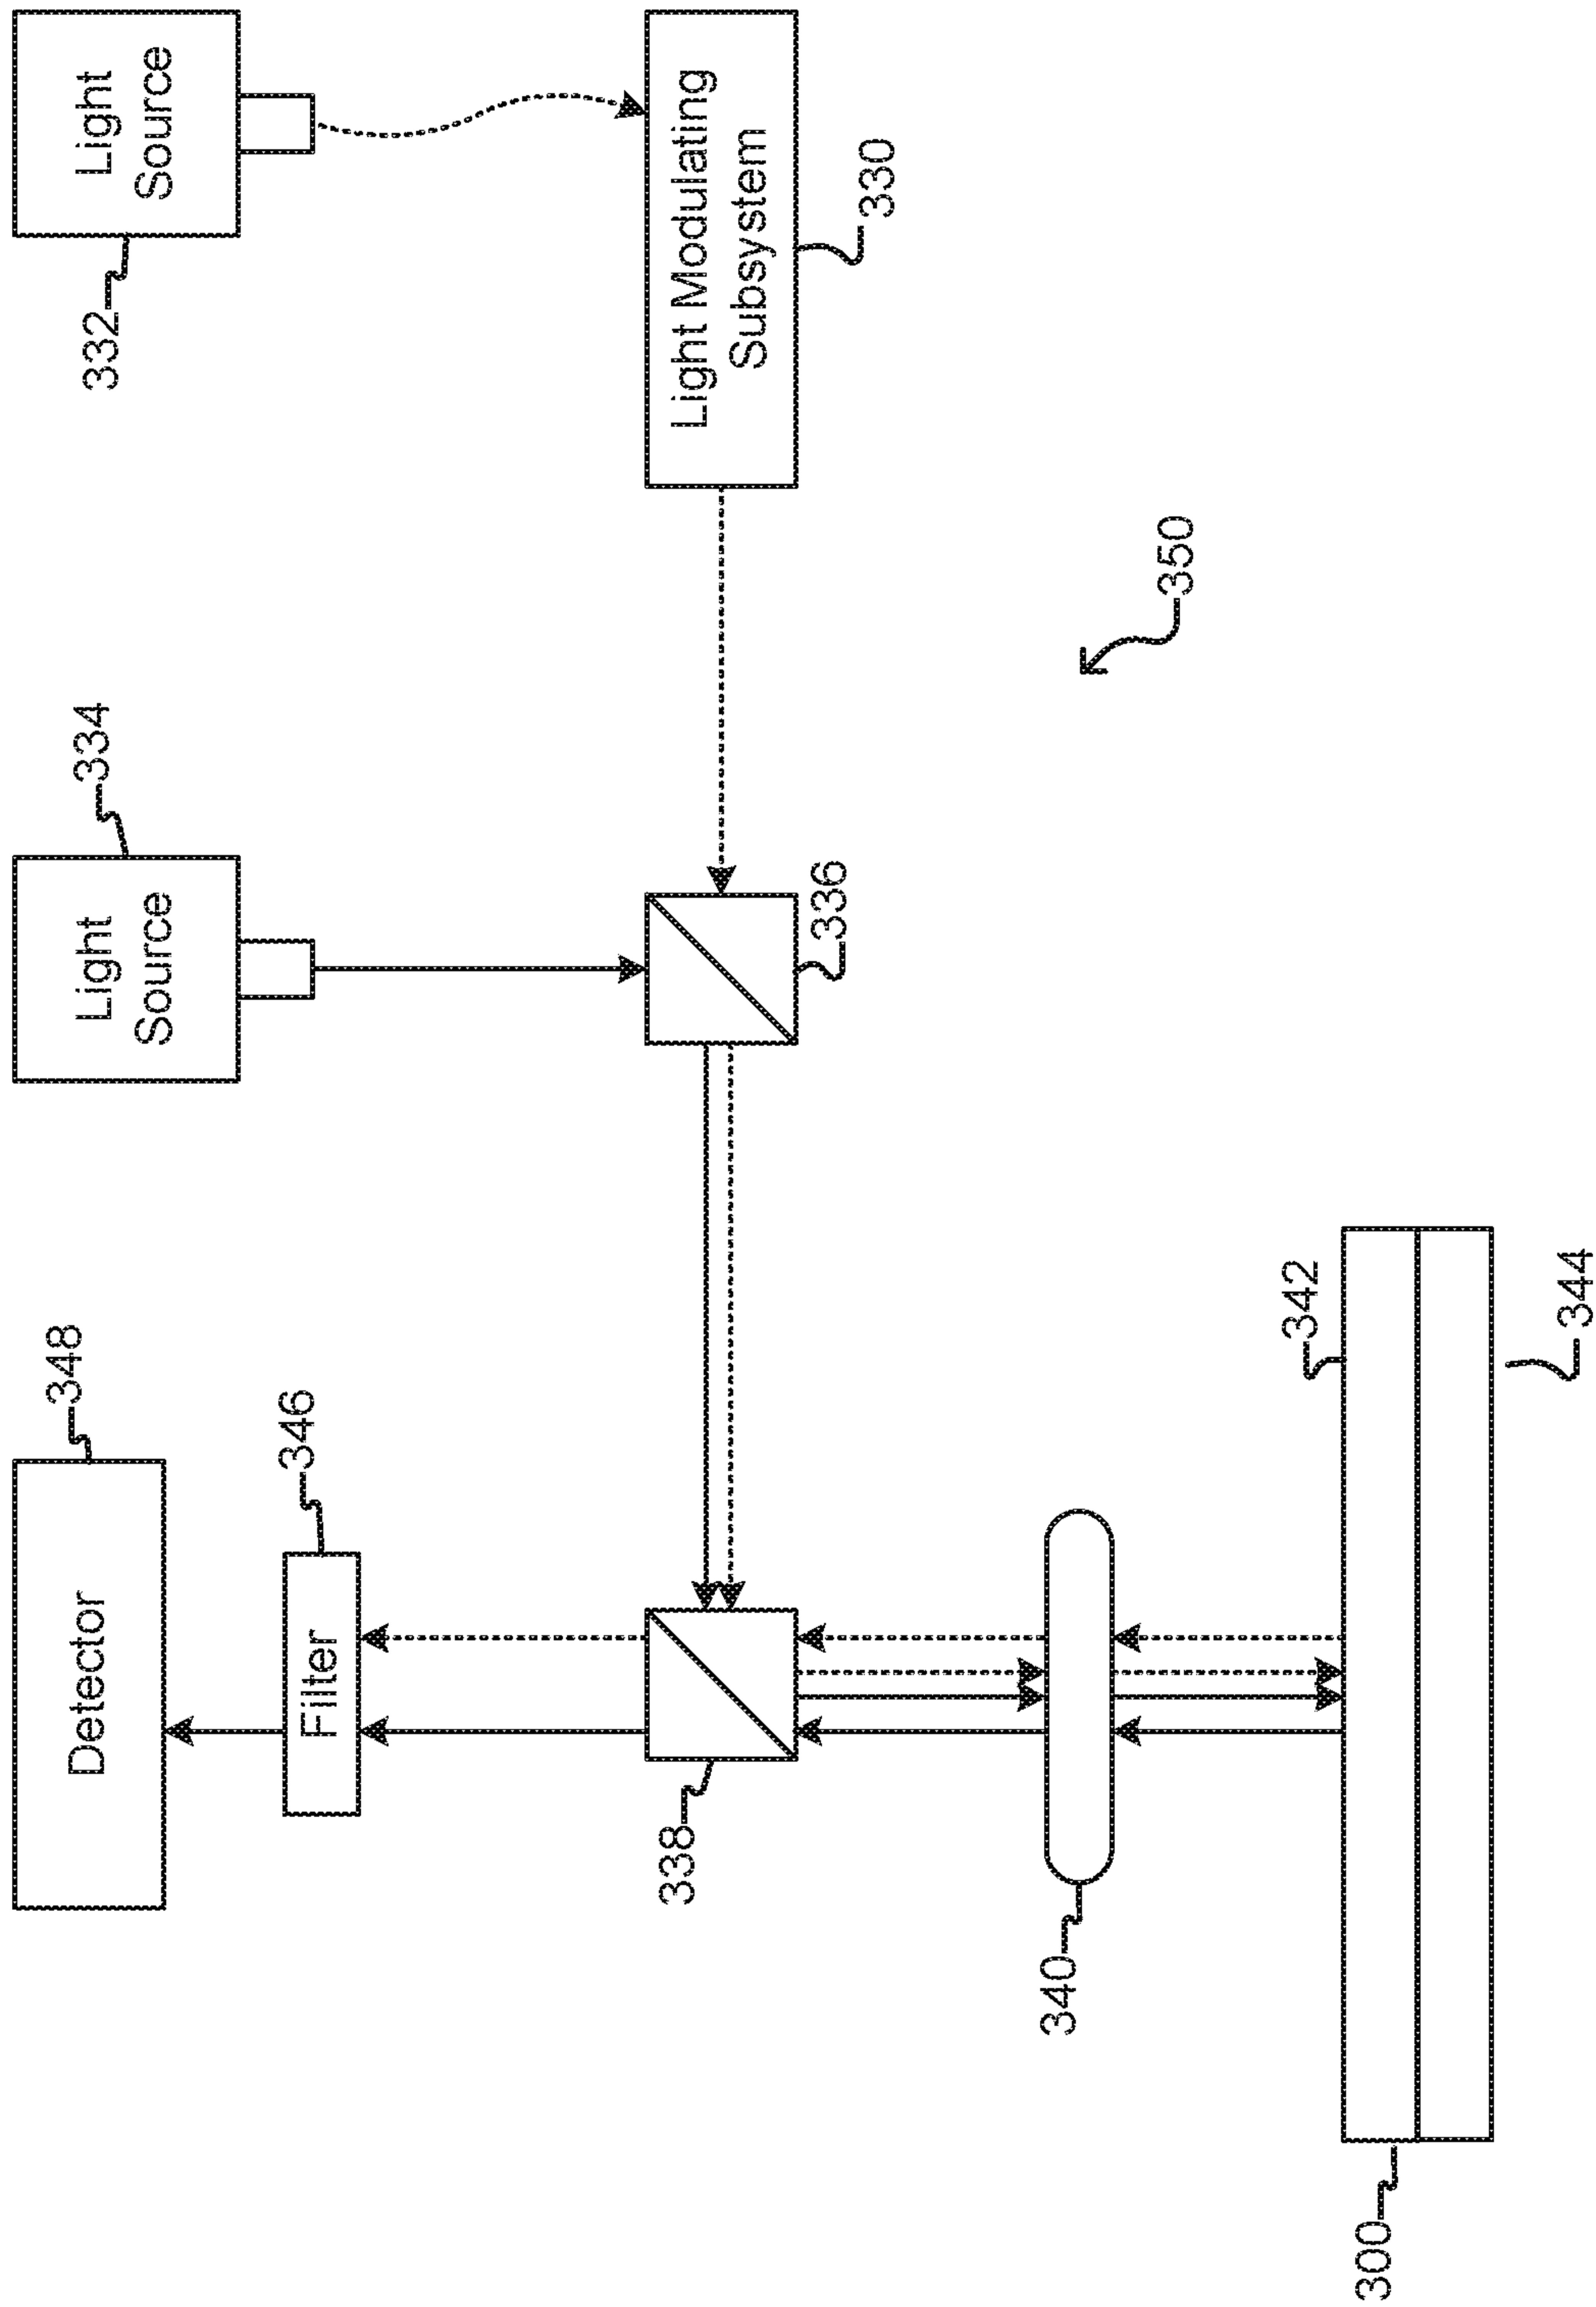 Detector
348
Filter
346
338
340
300
342
344
Light
Source
334
336
350
Light
Source
332
Light Modulating
Subsystem
330